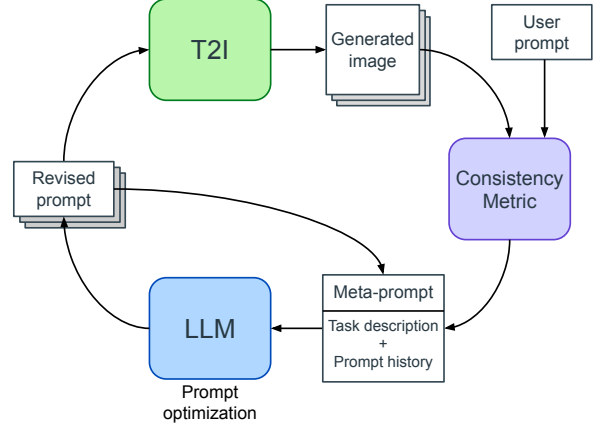 T2I
Generated
image
User
prompt
Revised
prompt
Consistency
Metric
LLM
Meta-prompt
Task description
+
Prompt history
Prompt
optimization